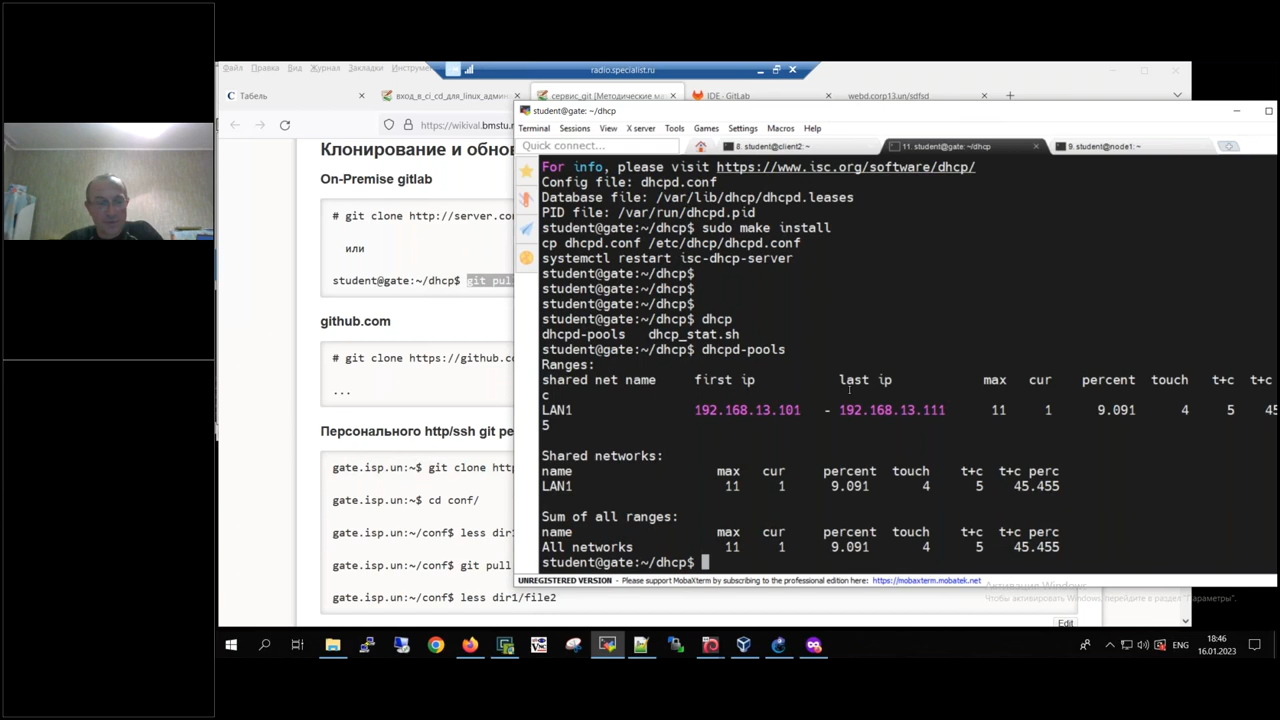 radio.specialist.ru
Файл Правка Вид Журнал Закладки Инструмен
Табель
вход_в_ci_cd_для_linux_админ
сервис_git [Методические ма
IDE · GitLab
webd.corp13.un/sdfsd
https://wikival.bmstu.r
Клонирование и обнов
On-Premise gitlab
# git clone http://server.cor
или
student@gate:~/dhcp$ git pul
github.com
# git clone https://github.c
...
Персонального http/ssh git ре
gate.isp.un:~$ git clone htt
gate.isp.un:~$ cd conf/
gate.isp.un:~/conf$ less dir
gate.isp.un:~/conf$ git pull
gate.isp.un:~/conf$ less dir1/file2
Edit
student@gate: ~/dhcp
Terminal Sessions View X server Tools Games Settings Macros Help
Quick connect...
8. student@client2: ~
11. student@gate: ~/dhcp
9. student@node1: ~
For info, please visit https://www.isc.org/software/dhcp/
Config file: dhcpd.conf
Database file: /var/lib/dhcp/dhcpd.leases
PID file: /var/run/dhcpd.pid
student@gate:~/dhcp$ sudo make install
cp dhcpd.conf /etc/dhcp/dhcpd.conf
systemctl restart isc-dhcp-server
student@gate:~/dhcp$
student@gate:~/dhcp$
student@gate:~/dhcp$
student@gate:~/dhcp$ dhcp
dhcpd-pools dhcp_stat.sh
student@gate:~/dhcp$ dhcpd-pools
Ranges:
shared net name first ip last ip max cur percent touch t+c t+c
c
LAN1 192.168.13.101 - 192.168.13.111 11 1 9.091 4 5 45
5
Shared networks:
name max cur percent touch t+c t+c perc
LAN1 11 1 9.091 4 5 45.455
Sum of all ranges:
name max cur percent touch t+c t+c perc
All networks 11 1 9.091 4 5 45.455
student@gate:~/dhcp$
UNREGISTERED VERSION - Please support MobaXterm by subscribing to the professional edition here: https://mobaxterm.mobatek.net
Активация Windows
Чтобы активировать Windows, перейдите в раздел "Параметры".
ENG
18:46
16.01.2023